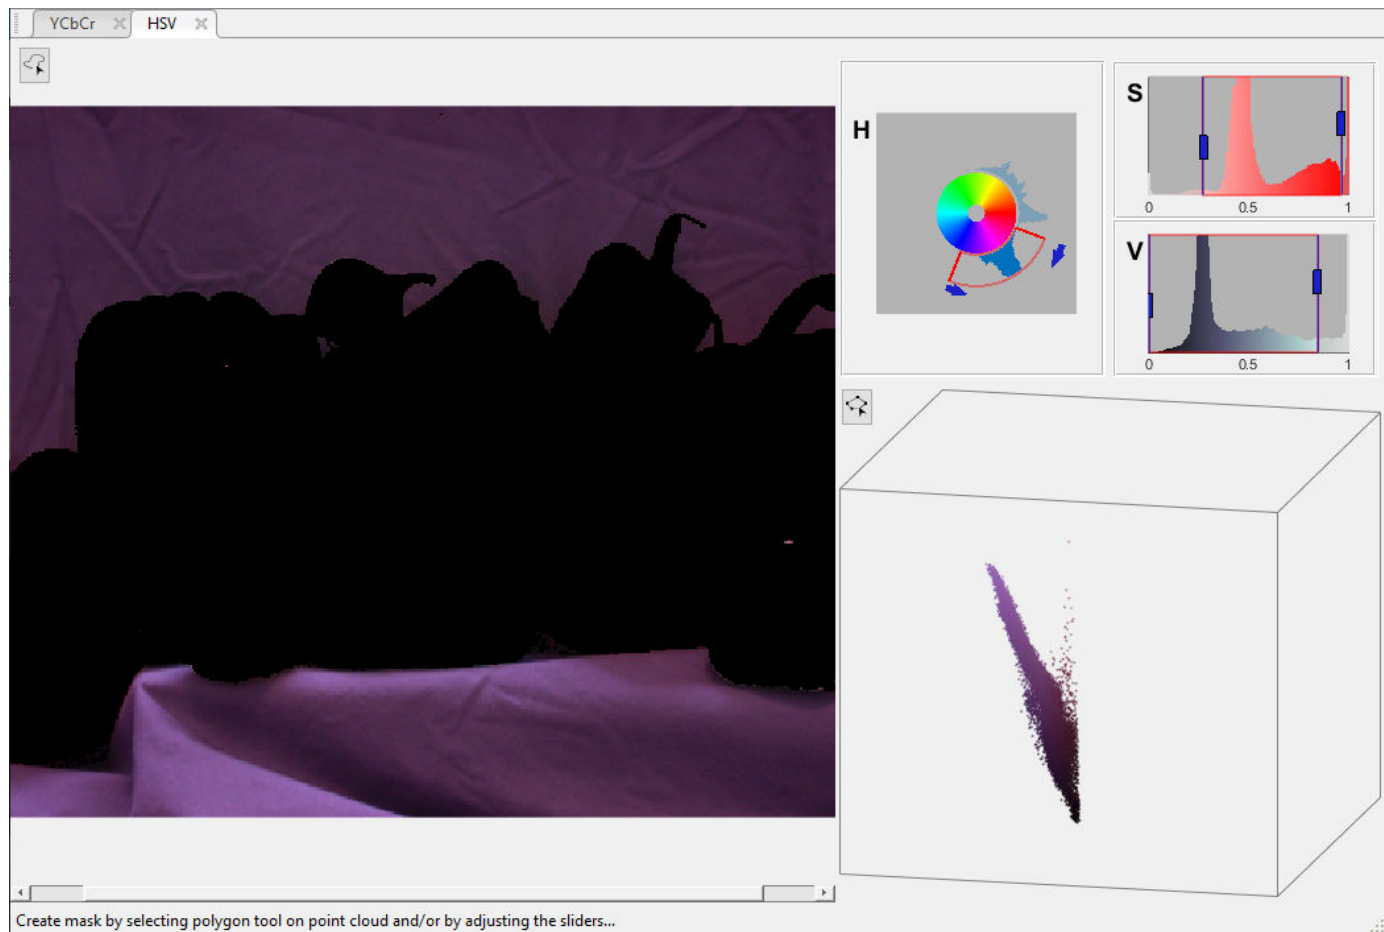 YCbCr
HSV
H
S
0 0.5 1
V
0 0.5 1
Create mask by selecting polygon tool on point cloud and/or by adjusting the sliders...